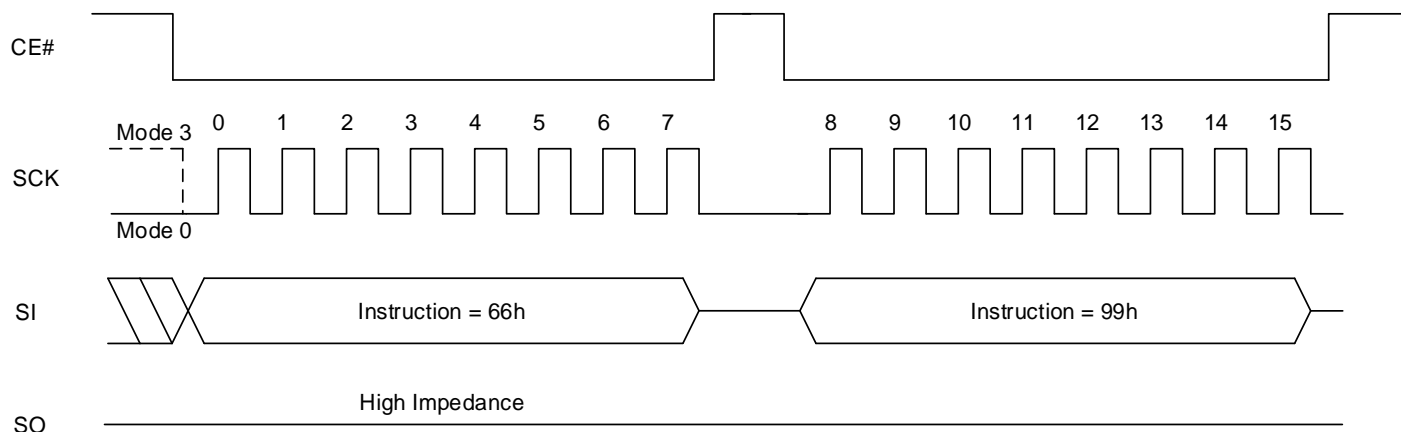 CE#
Mode 3
0 1 2 3 4 5 6 7 8 9 10 11 12 13 14 15
SCK
Mode 0
SI
Instruction = 66h
Instruction = 99h
High Impedance
SO